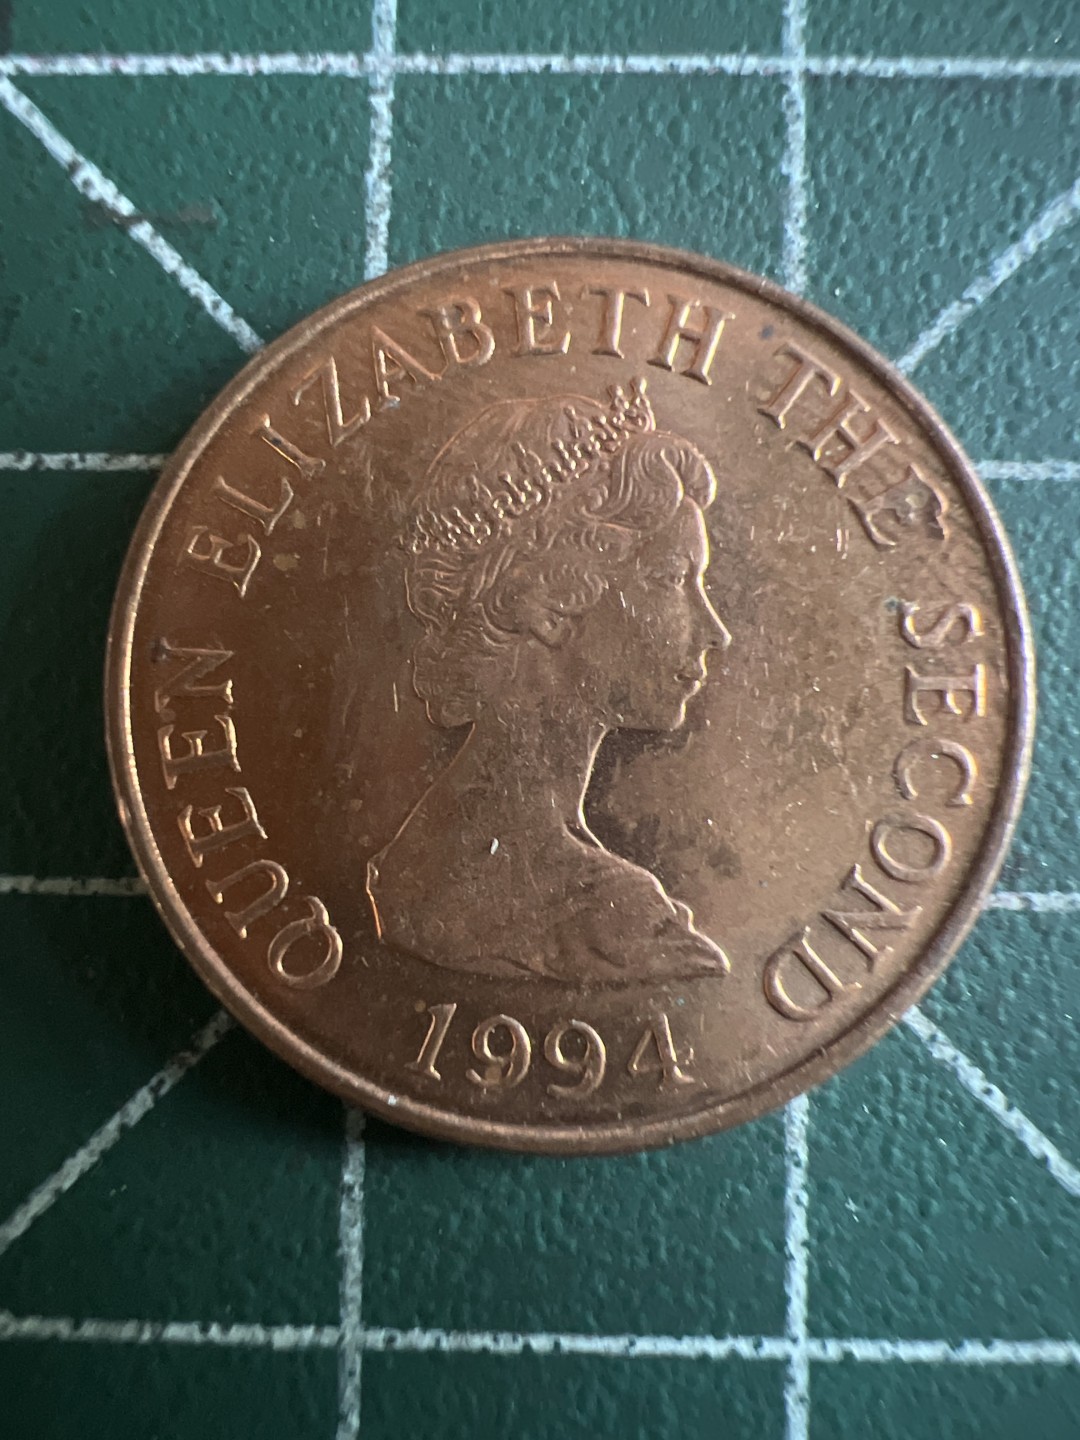 QUEEN ELIZABETH THE SECOND
1994